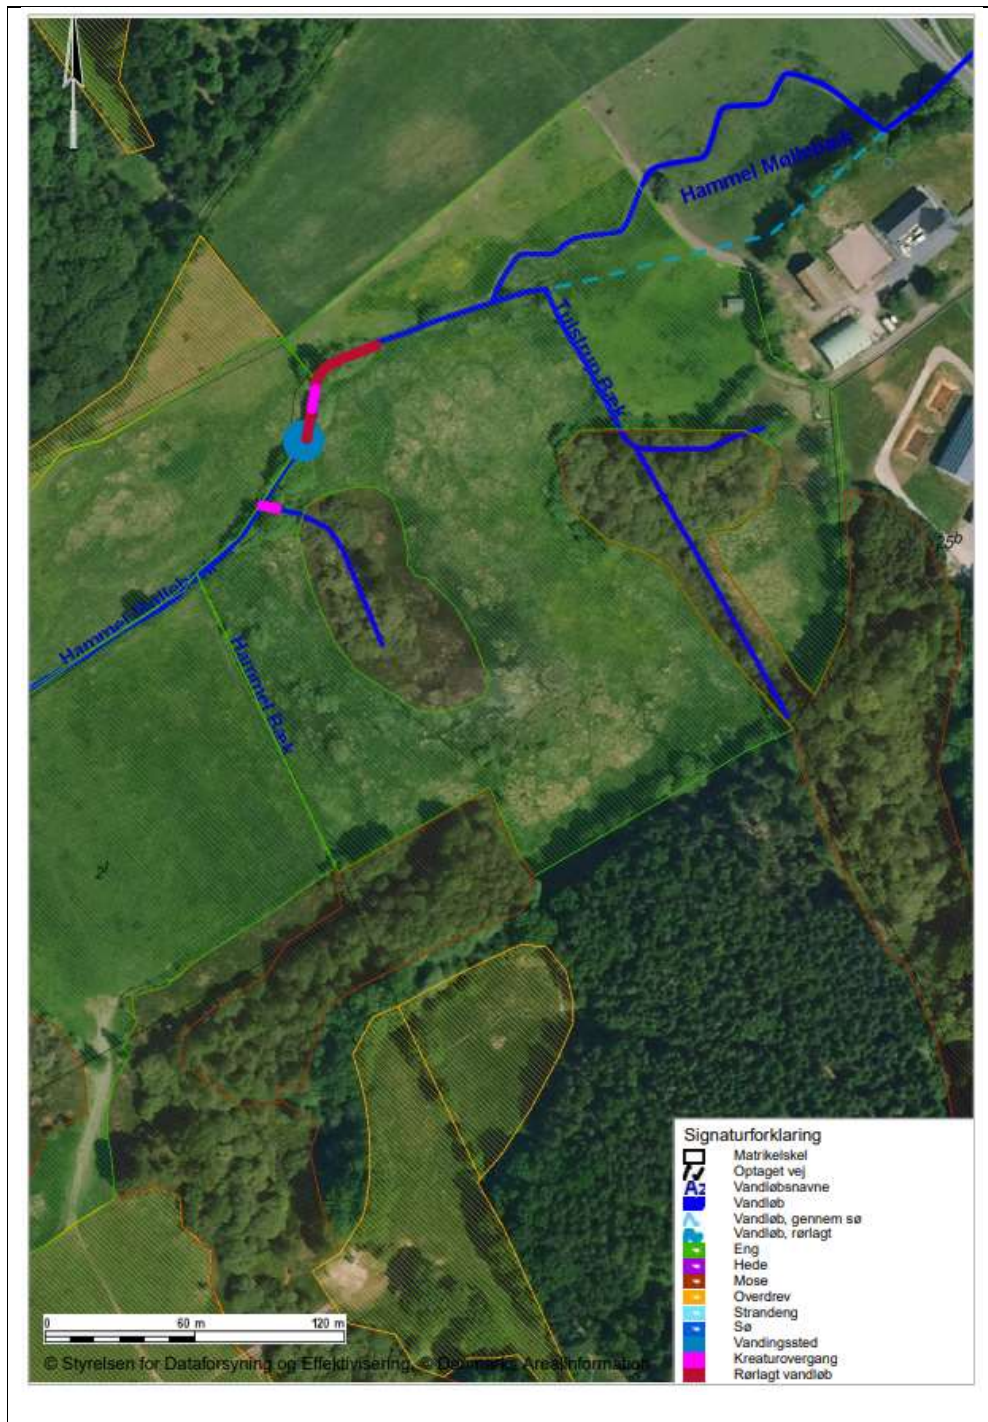 Hammel Møllebæk
Tulstrup Bæk
Hammel
Hammel Bæk
25b
Signaturforklaring
Matrikelskel
Optaget vej
Az Vandløbsnavne
Vandløb
Vandløb, gennem sø
Vandløb, rørlagt
Eng
Hede
Mose
Overdrev
Strandeng
Sø
Vandingssted
Kreaturovergang
Rørlagt vandløb
0 60 m 120 m
© Styrelsen for Dataforsyning og Effektivisering, © Danmarks Arealinformation